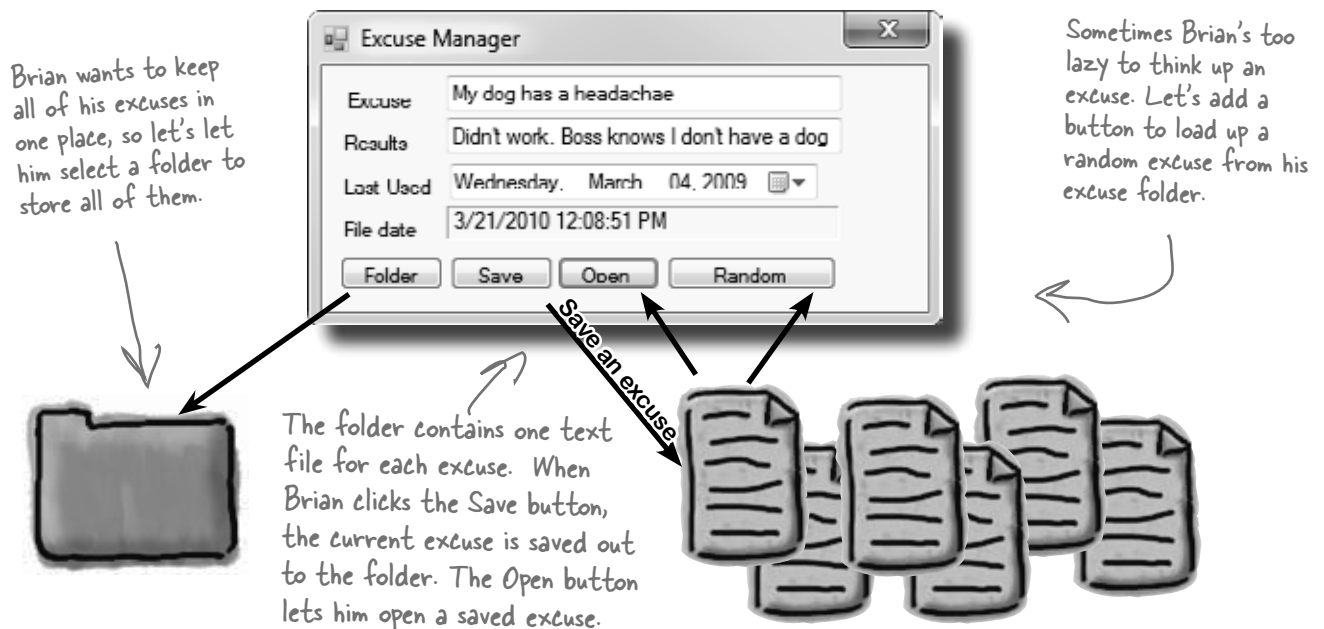 Brian wants to keep
all of his excuses in
one place, so let's let
him select a folder to
store all of them.
Excuse Manager
Excuse
My dog has a headachae
Results
Didn't work. Boss knows I don't have a dog
Last Used
Wednesday, March 04, 2009
File date
3/21/2010 12:08:51 PM
Folder
Save
Open
Random
Sometimes Brian's too
lazy to think up an
excuse. Let's add a
button to load up a
random excuse from his
excuse folder.
Save an excuse
The folder contains one text
file for each excuse. When
Brian clicks the Save button,
the current excuse is saved out
to the folder. The Open button
lets him open a saved excuse.